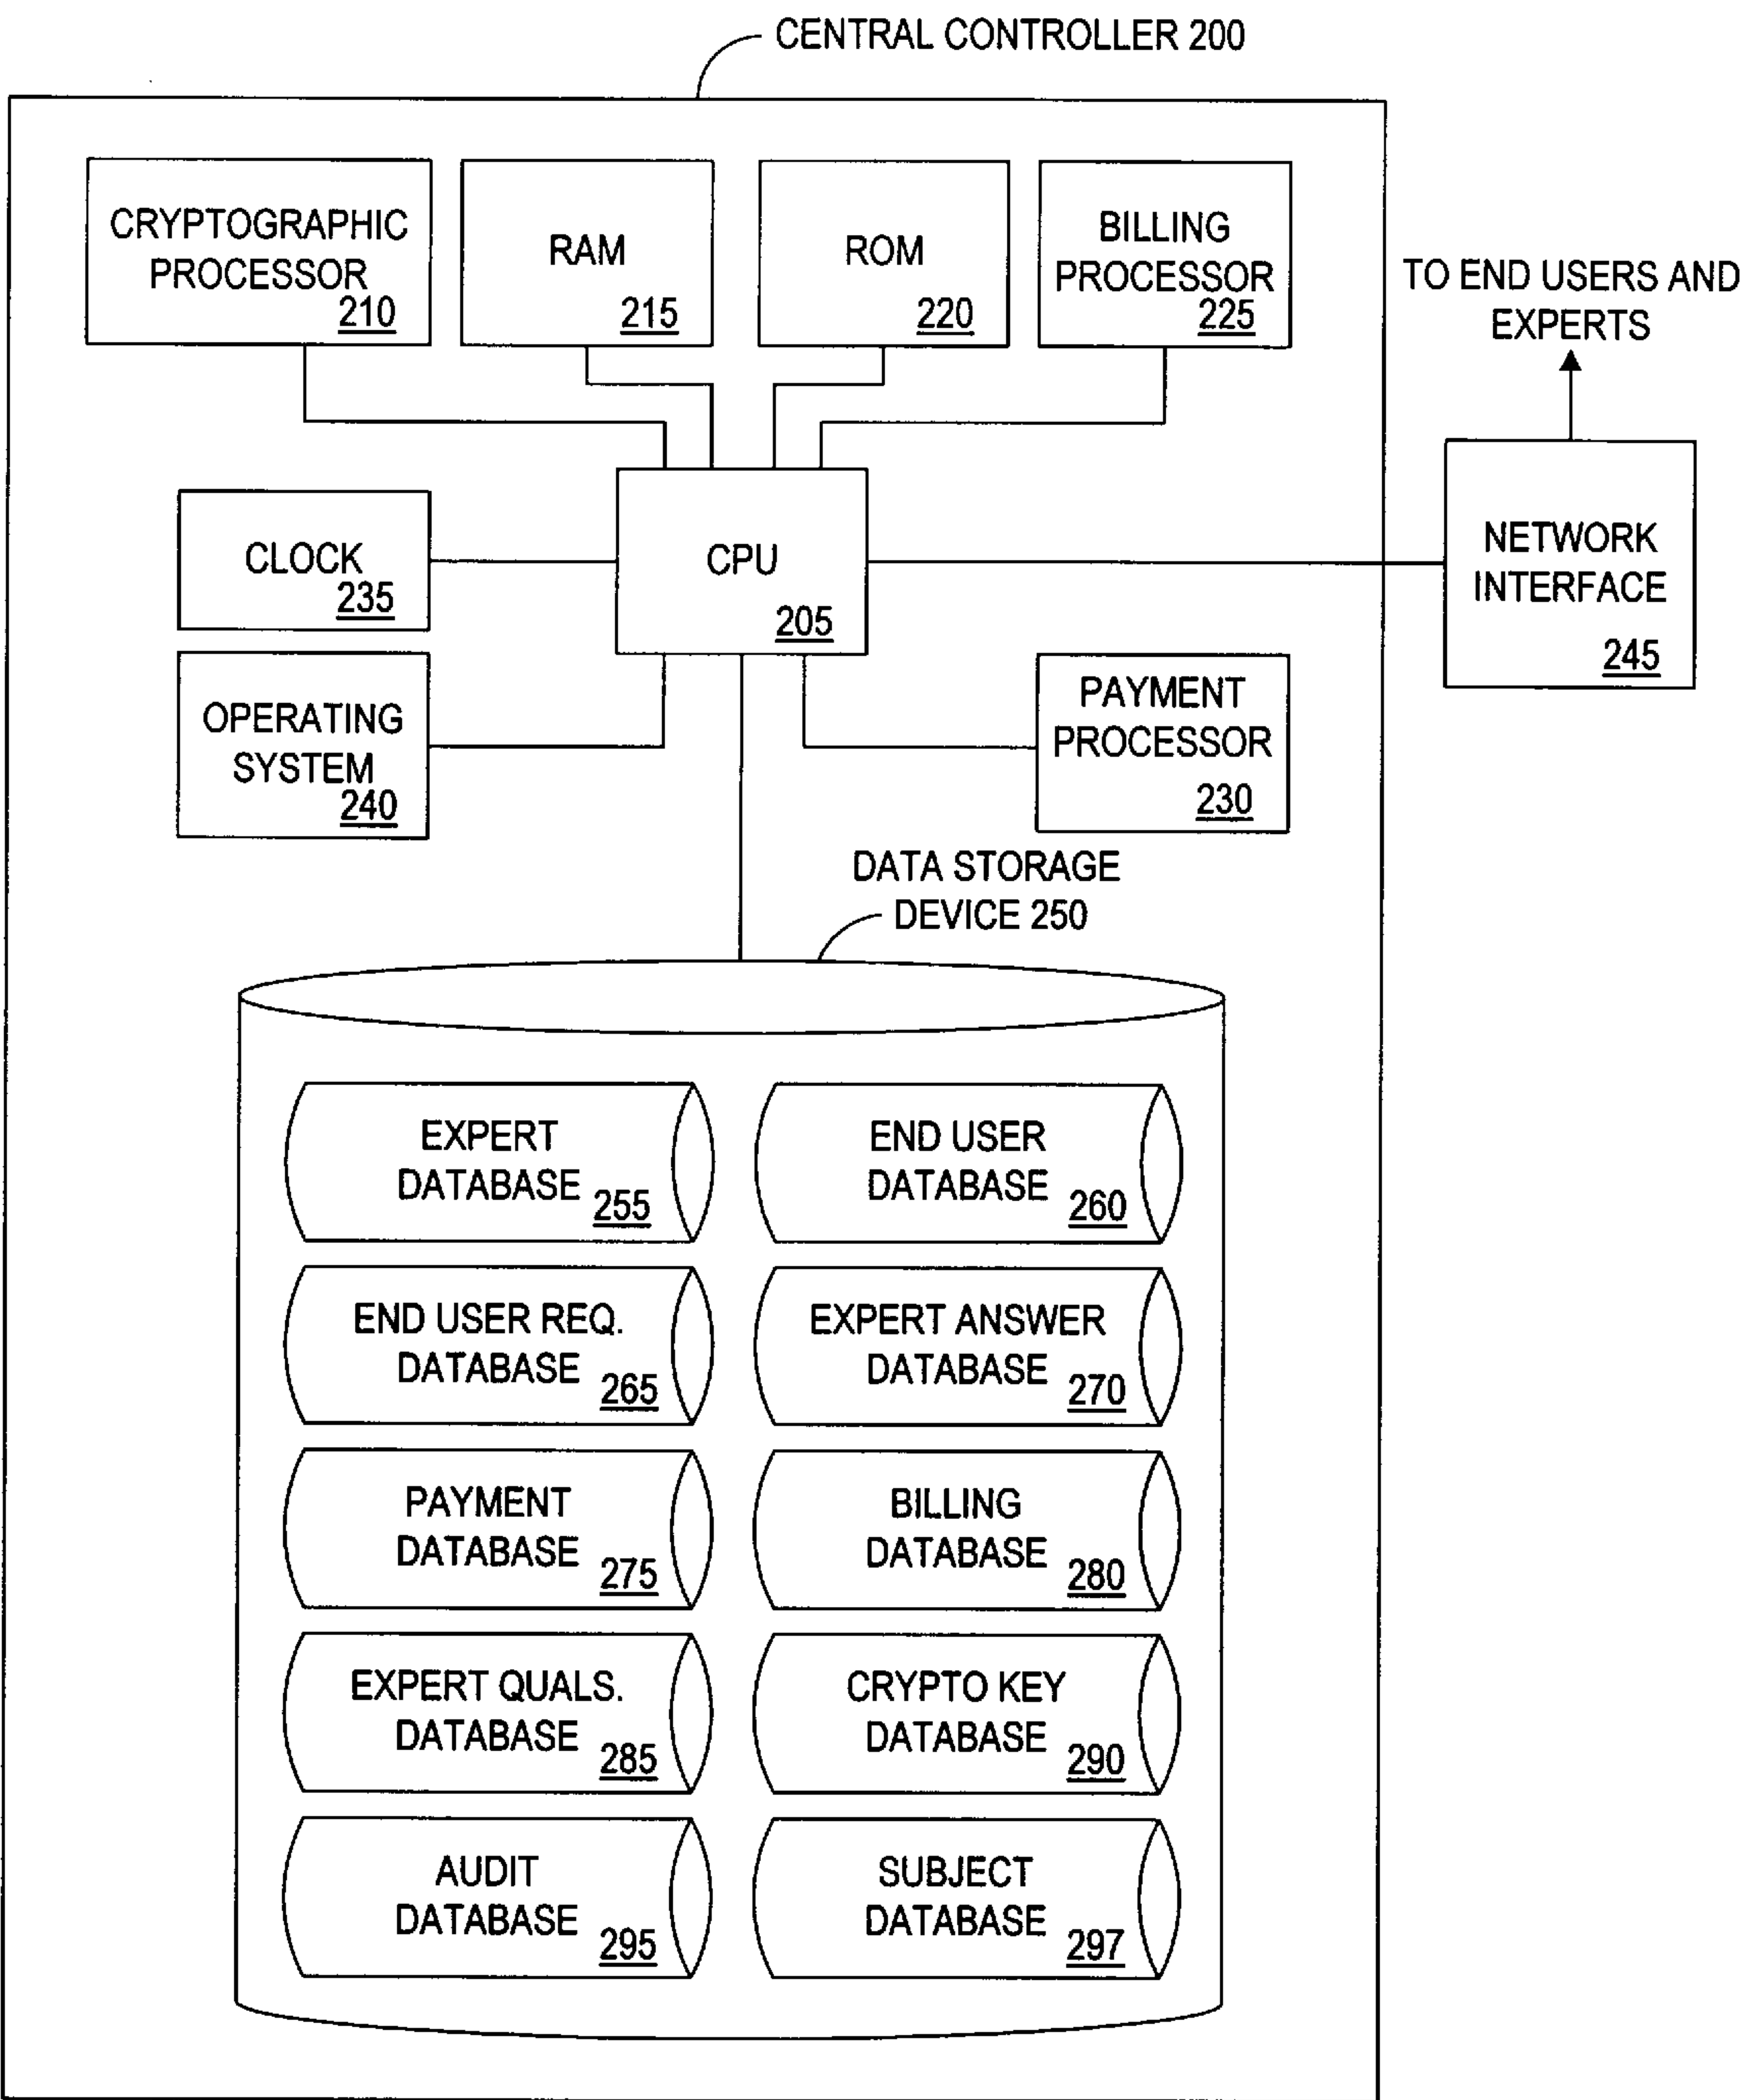 CENTRAL CONTROLLER 200
CRYPTOGRAPHIC
PROCESSOR
210
RAM
215
ROM
220
BILLING
PROCESSOR
225
TO END USERS AND
EXPERTS
CLOCK
235
CPU
205
NETWORK
INTERFACE
245
OPERATING
SYSTEM
240
PAYMENT
PROCESSOR
230
DATA STORAGE
DEVICE 250
EXPERT
DATABASE
255
END USER
DATABASE
260
END USER REQ.
DATABASE
265
EXPERT ANSWER
DATABASE
270
PAYMENT
DATABASE
275
BILLING
DATABASE
280
EXPERT QUALS.
DATABASE
285
CRYPTO KEY
DATABASE
290
AUDIT
DATABASE
295
SUBJECT
DATABASE
297